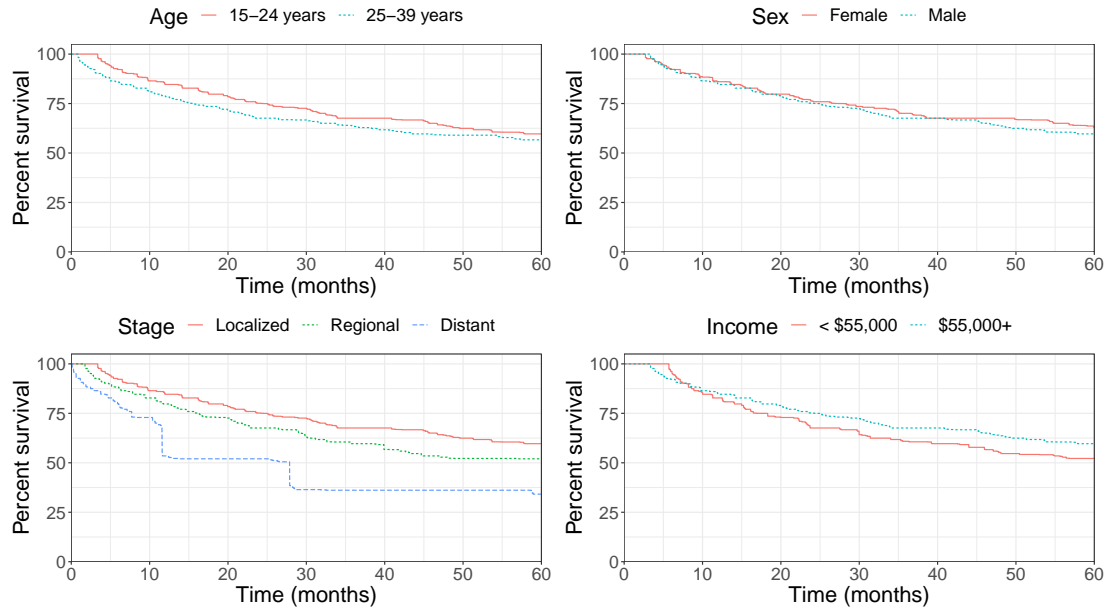 Age 15−24 years 25−39 years
Percent survival
100
75
50
25
0
0 10 20 30 40 50 60
Time (months)
Sex Female Male
Percent survival
100
75
50
25
0
0 10 20 30 40 50 60
Time (months)
Stage Localized Regional Distant
Percent survival
100
75
50
25
0
0 10 20 30 40 50 60
Time (months)
Income < $55,000 $55,000+
Percent survival
100
75
50
25
0
0 10 20 30 40 50 60
Time (months)